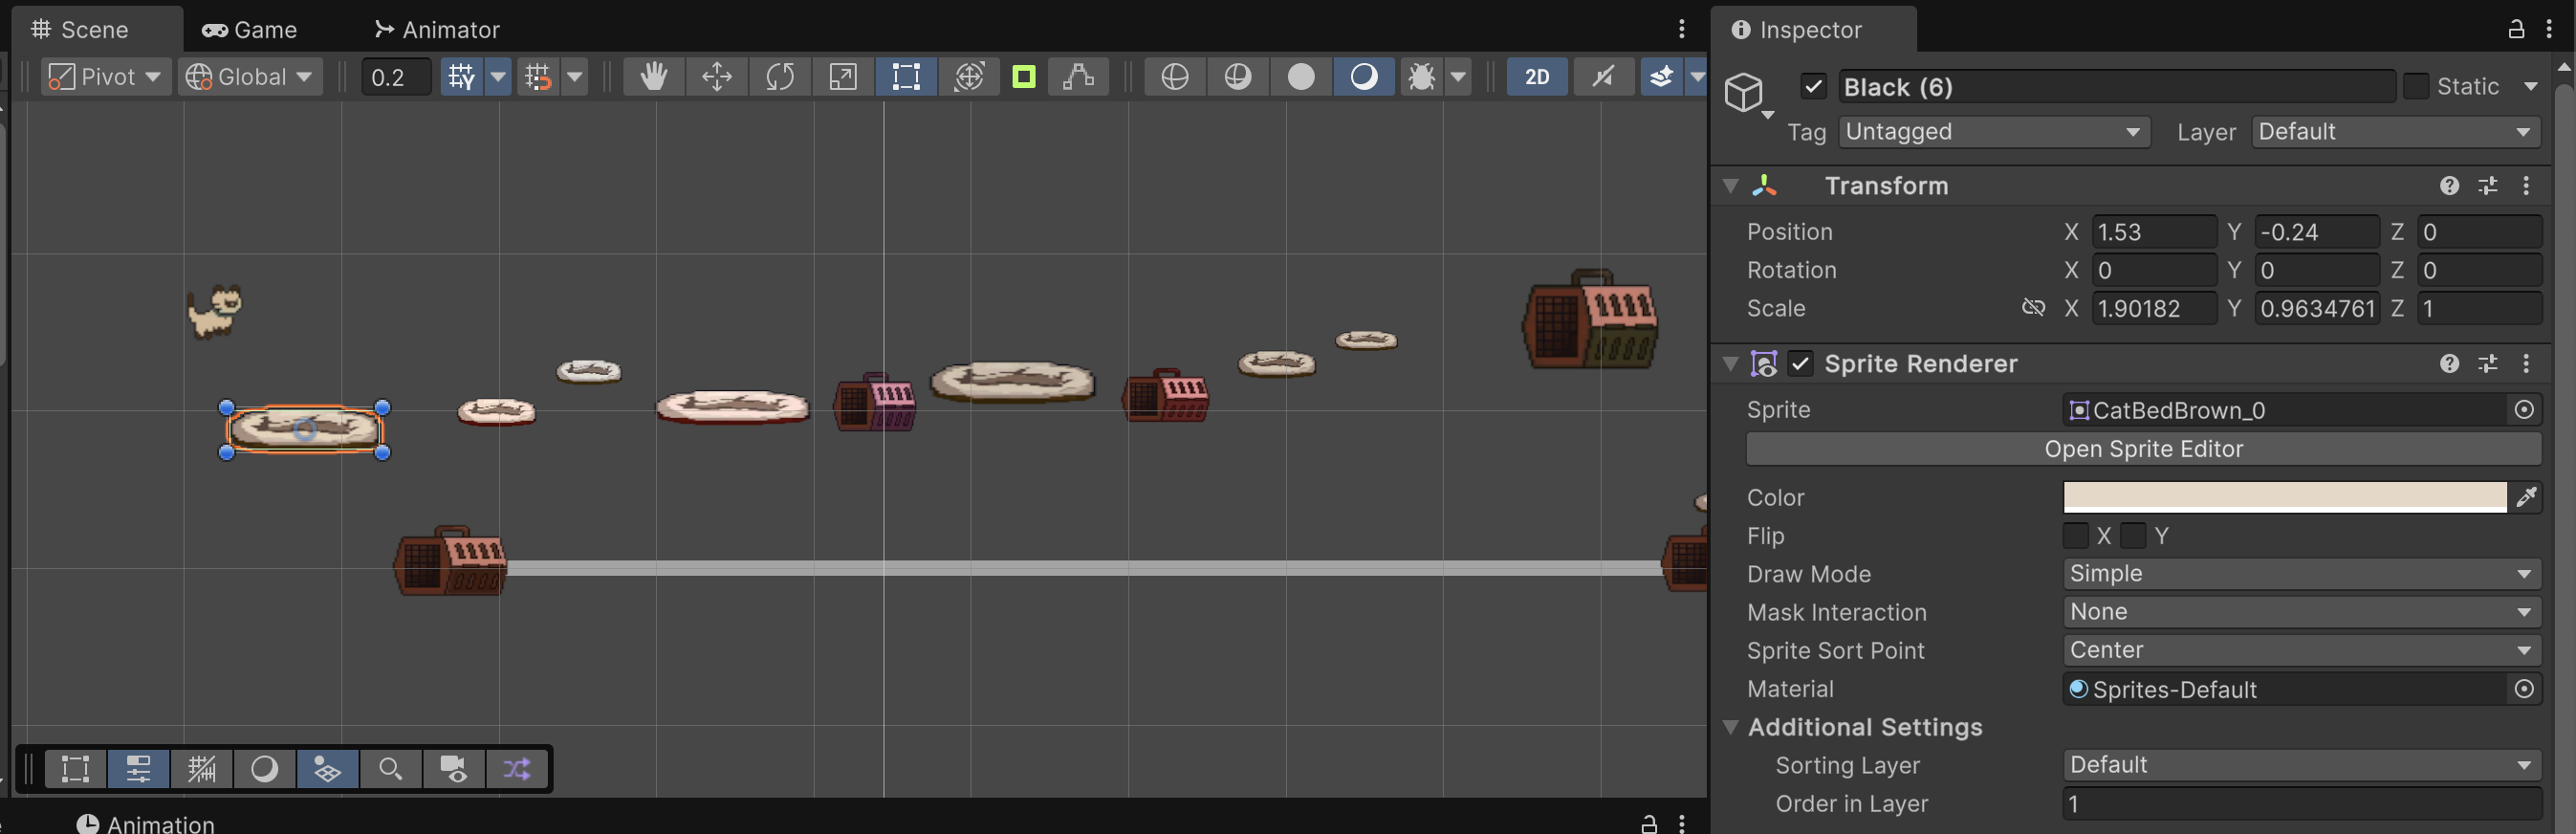 Scene Game Animator
Pivot Global 0.2 2D
Animation
Inspector
Black (6) Static
Tag Untagged Layer Default
Transform
Position X 1.53 Y -0.24 Z 0
Rotation X 0 Y 0 Z 0
Scale X 1.90182 Y 0.9634761 Z 1
Sprite Renderer
Sprite CatBedBrown_0
Open Sprite Editor
Color
Flip X Y
Draw Mode Simple
Mask Interaction None
Sprite Sort Point Center
Material Sprites-Default
Additional Settings
Sorting Layer Default
Order in Layer 1